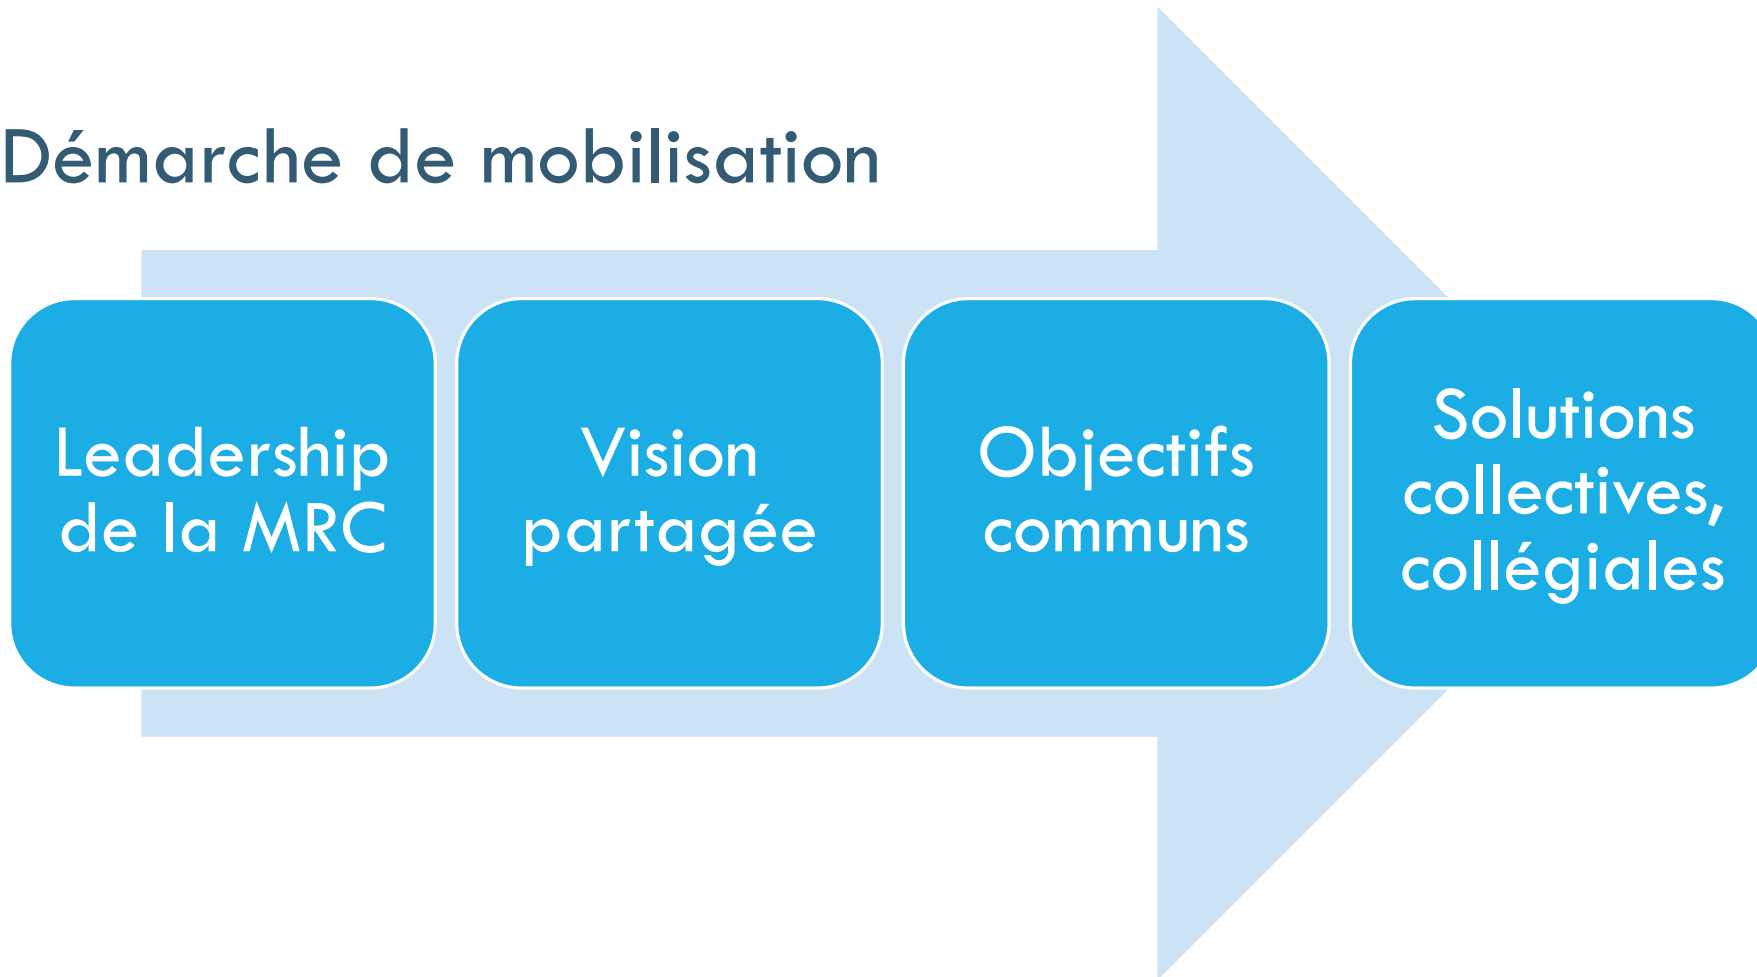 Démarche de mobilisation
Leadership
de la MRC
Vision
partagée
Objectifs
communs
Solutions
collectives,
collégiales